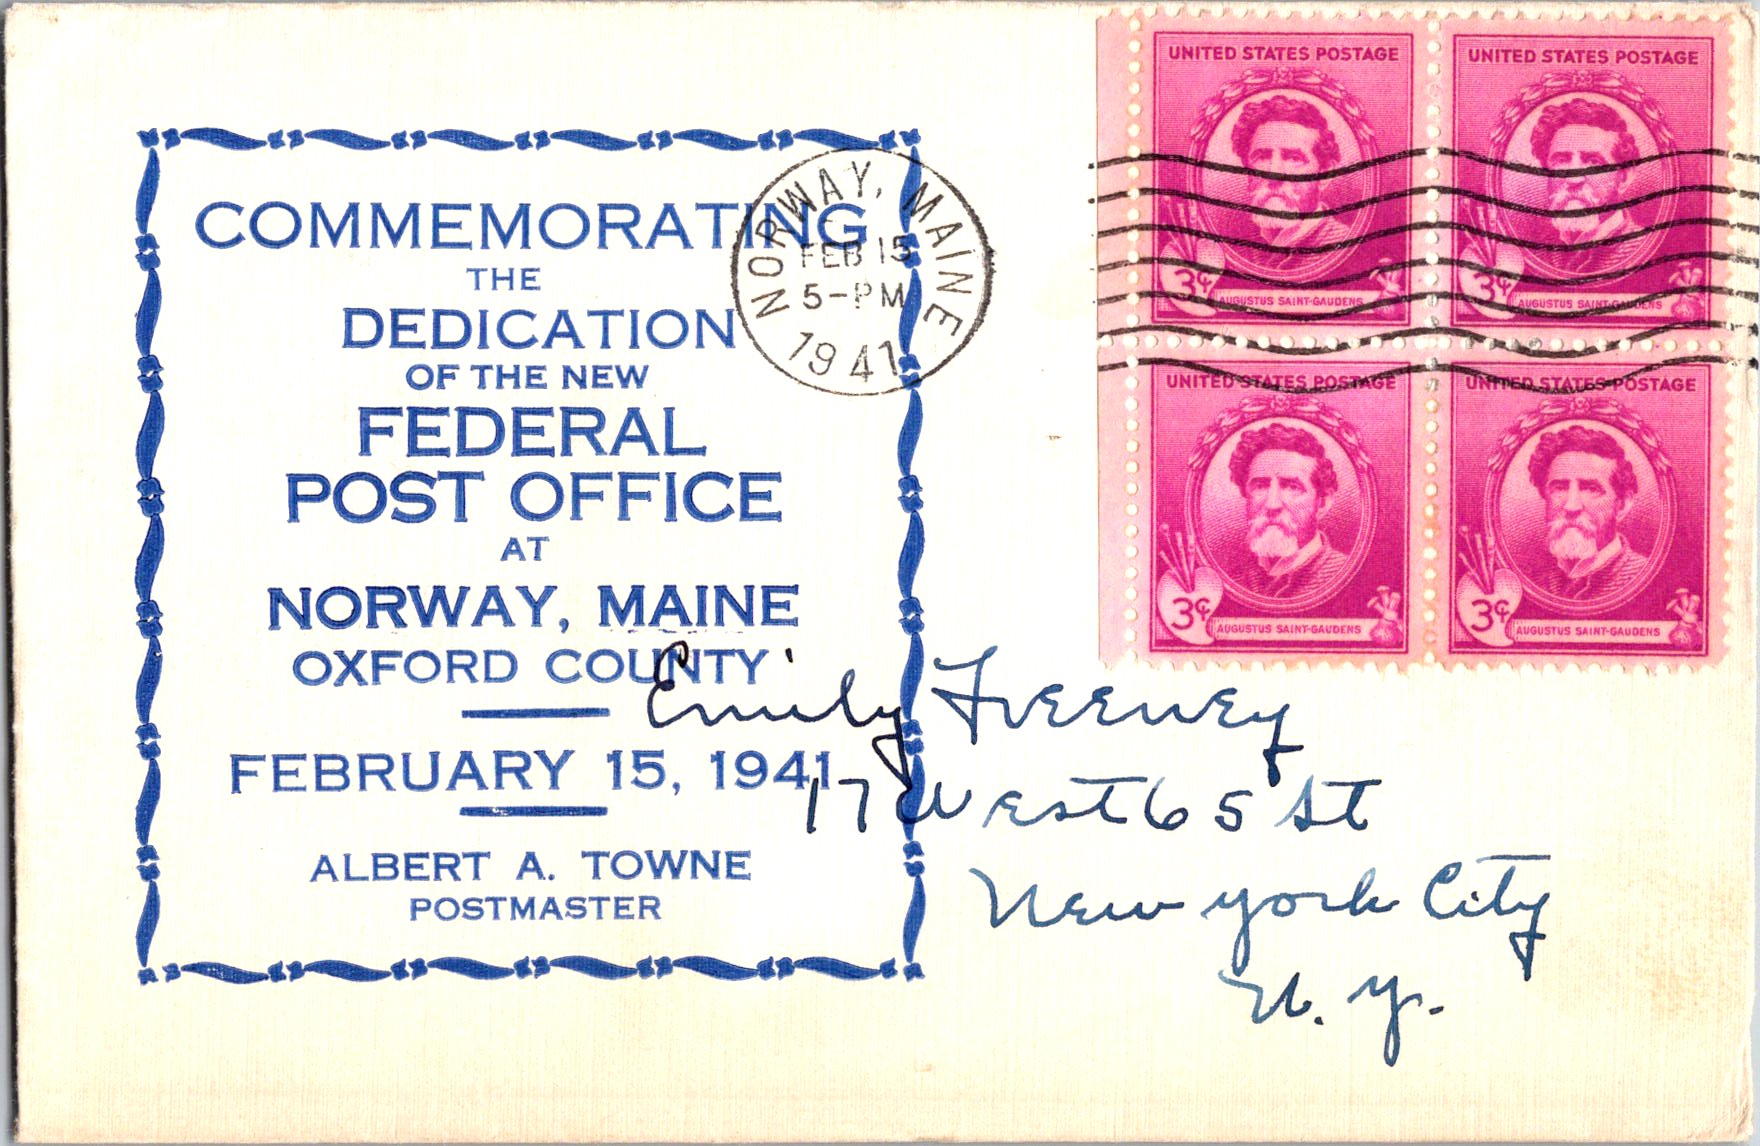 COMMEMORATING
THE
DEDICATION
OF THE NEW
FEDERAL
POST OFFICE
AT
NORWAY, MAINE
OXFORD COUNTY
FEBRUARY 15, 1941
ALBERT A. TOWNE
POSTMASTER
NORWAY, MAINE
FEB 15
5-PM
1941
UNITED STATES POSTAGE
3¢
AUGUSTUS SAINT-GAUDENS
UNITED STATES POSTAGE
3¢
AUGUSTUS SAINT-GAUDENS
UNITED STATES POSTAGE
3¢
AUGUSTUS SAINT-GAUDENS
UNITED STATES POSTAGE
3¢
AUGUSTUS SAINT-GAUDENS
Emily Freeney
17 West 65 St
New York City
N. Y.